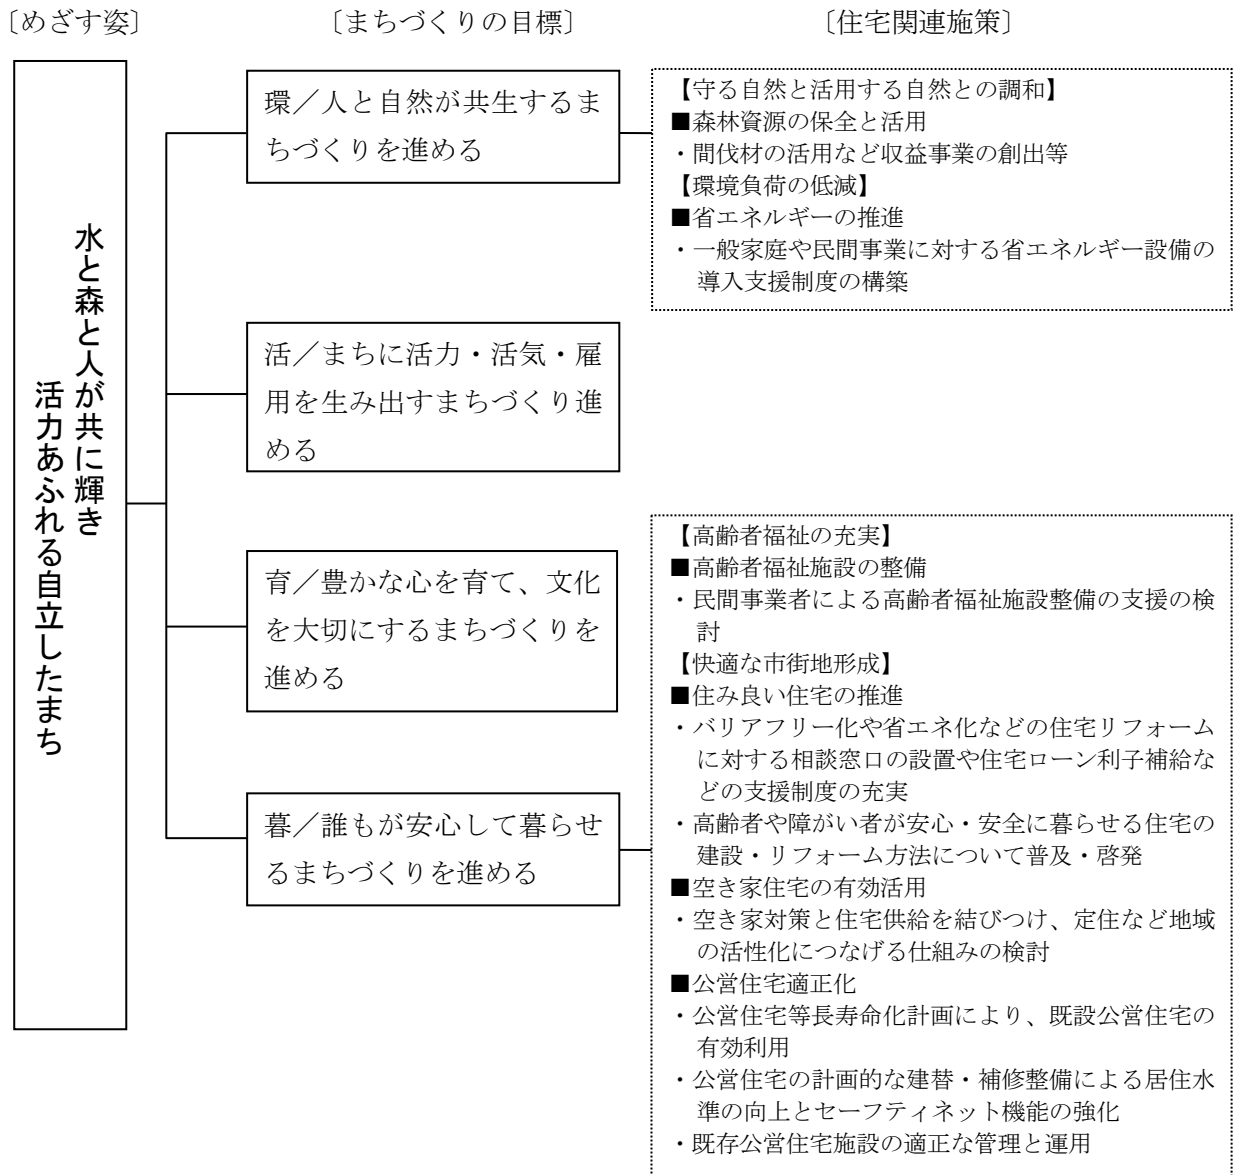 〔めざす姿〕
〔まちづくりの目標〕
〔住宅関連施策〕
水と森と人が共に輝き
活力あふれる自立したまち
環／人と自然が共生するま
ちづくりを進める
【守る自然と活用する自然との調和】
■森林資源の保全と活用
・間伐材の活用など収益事業の創出等
【環境負荷の低減】
■省エネルギーの推進
・一般家庭や民間事業に対する省エネルギー設備の
導入支援制度の構築
活／まちに活力・活気・雇
用を生み出すまちづくり進
める
育／豊かな心を育て、文化
を大切にするまちづくりを
進める
暮／誰もが安心して暮らせ
るまちづくりを進める
【高齢者福祉の充実】
■高齢者福祉施設の整備
・民間事業者による高齢者福祉施設整備の支援の検
討
【快適な市街地形成】
■住み良い住宅の推進
・バリアフリー化や省エネ化などの住宅リフォーム
に対する相談窓口の設置や住宅ローン利子補給な
どの支援制度の充実
・高齢者や障がい者が安心・安全に暮らせる住宅の
建設・リフォーム方法について普及・啓発
■空き家住宅の有効活用
・空き家対策と住宅供給を結びつけ、定住など地域
の活性化につなげる仕組みの検討
■公営住宅適正化
・公営住宅等長寿命化計画により、既設公営住宅の
有効利用
・公営住宅の計画的な建替・補修整備による居住水
準の向上とセーフティネット機能の強化
・既存公営住宅施設の適正な管理と運用